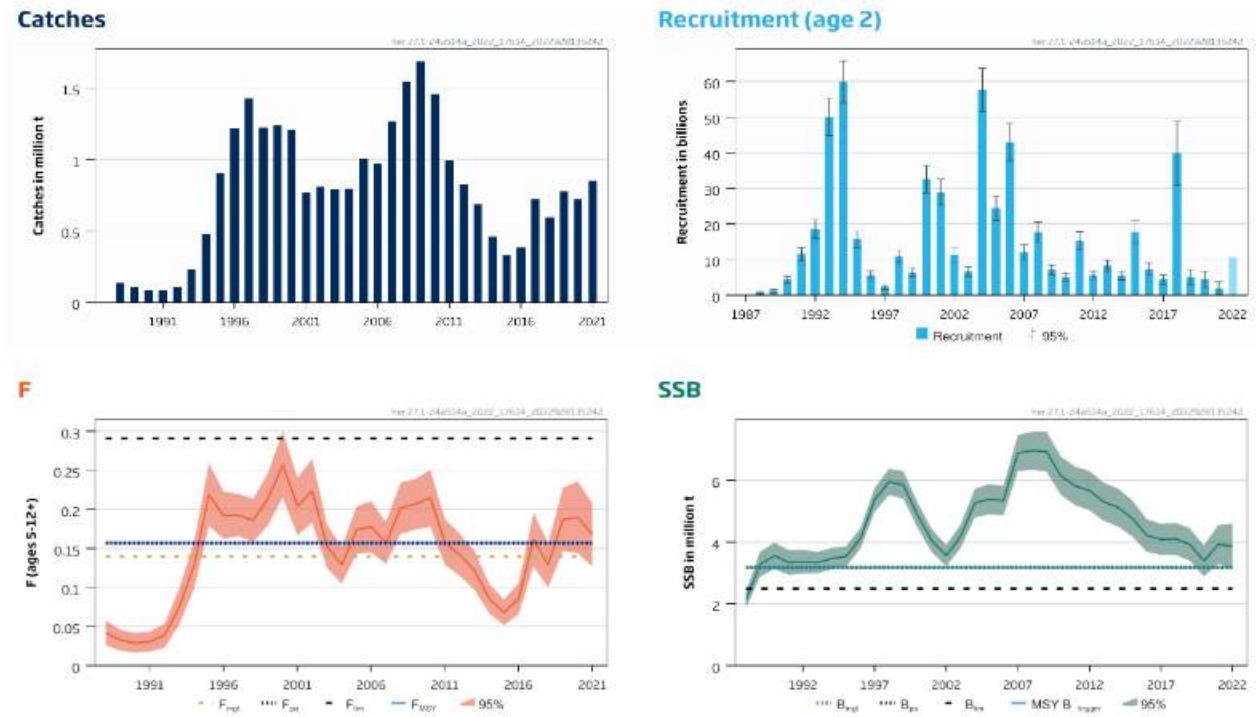 Catches
Recruitment (age 2)
Catches in million t
1.5
1
0.5
0
1991 1996 2001 2006 2011 2016 2021
Recruitment in billions
60
50
40
30
20
10
0
1987 1992 1997 2002 2007 2012 2017 2022
Recruitment 95%
F
SSB
F (ages 5-12+)
0.3
0.25
0.2
0.15
0.1
0.05
0
1991 1996 2001 2006 2011 2016 2021
Fmgt Fpa Flim FMSY 95%
SSB in million t
6
4
2
0
1992 1997 2002 2007 2012 2017 2022
Bmgt Bpa Blim MSY B trigger 95%